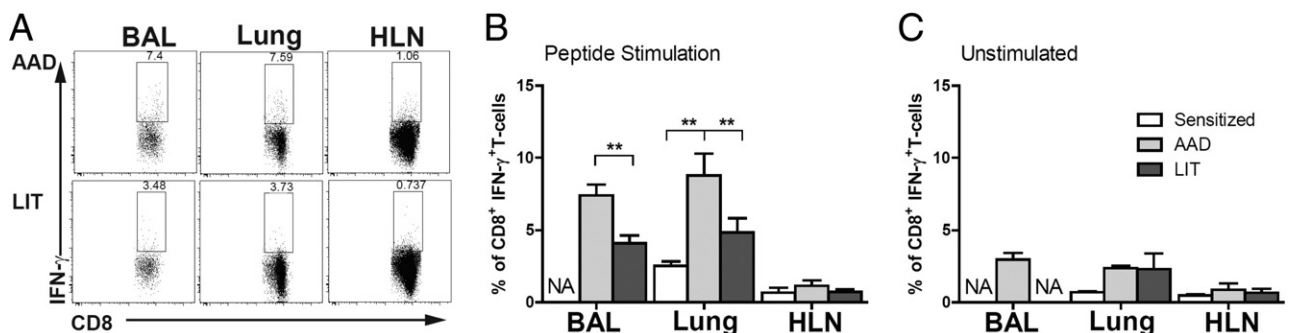 A
BAL Lung HLN
AAD
7.4 7.59 1.06
LIT
3.48 3.73 0.737
IFN-γ
CD8
B
Peptide Stimulation
% of CD8+ IFN-γ+T-cells
15
10
5
0
** ** **
NA
BAL Lung HLN
C
Unstimulated
% of CD8+ IFN-γ+T-cells
15
10
5
0
Sensitized
AAD
LIT
NA NA
BAL Lung HLN